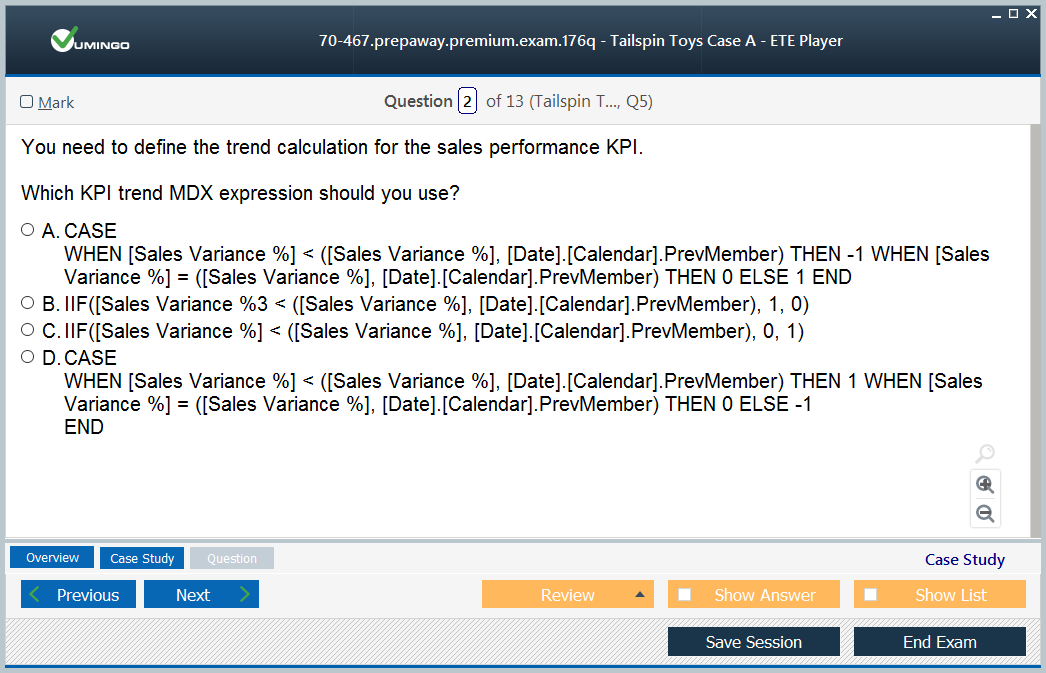 VUMINGO
70-467.prepaway.premium.exam.176q - Tailspin Toys Case A - ETE Player
Mark
Question 2 of 13 (Tailspin T..., Q5)
You need to define the trend calculation for the sales performance KPI.
Which KPI trend MDX expression should you use?
A. CASE
WHEN [Sales Variance %] < ([Sales Variance %], [Date].[Calendar].PrevMember) THEN -1 WHEN [Sales
Variance %] = ([Sales Variance %], [Date].[Calendar].PrevMember) THEN 0 ELSE 1 END
B. IIF([Sales Variance %3 < ([Sales Variance %], [Date].[Calendar].PrevMember), 1, 0)
C. IIF([Sales Variance %] < ([Sales Variance %], [Date].[Calendar].PrevMember), 0, 1)
D. CASE
WHEN [Sales Variance %] < ([Sales Variance %], [Date].[Calendar].PrevMember) THEN 1 WHEN [Sales
Variance %] = ([Sales Variance %], [Date].[Calendar].PrevMember) THEN 0 ELSE -1
END
Overview Case Study Question Case Study
Previous Next Review Show Answer Show List
Save Session End Exam